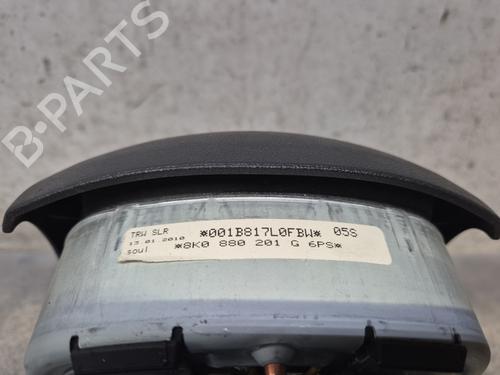 B-PARTS
TRW SLR *001B817L0FBW* 05S
13.01.2010
soul *8K0 880 201 G 6PS*